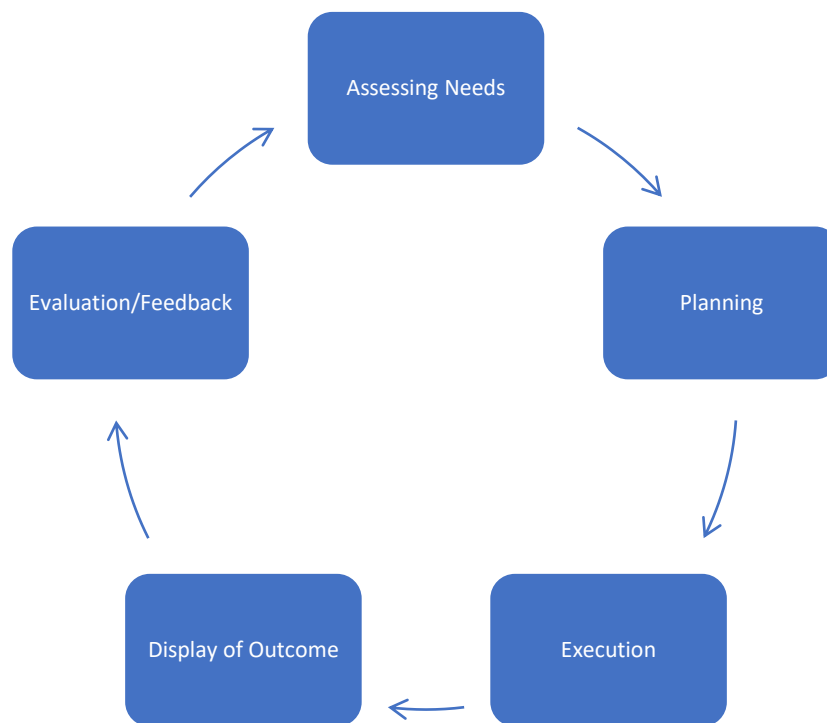 Assessing Needs
Planning
Execution
Display of Outcome
Evaluation/Feedback